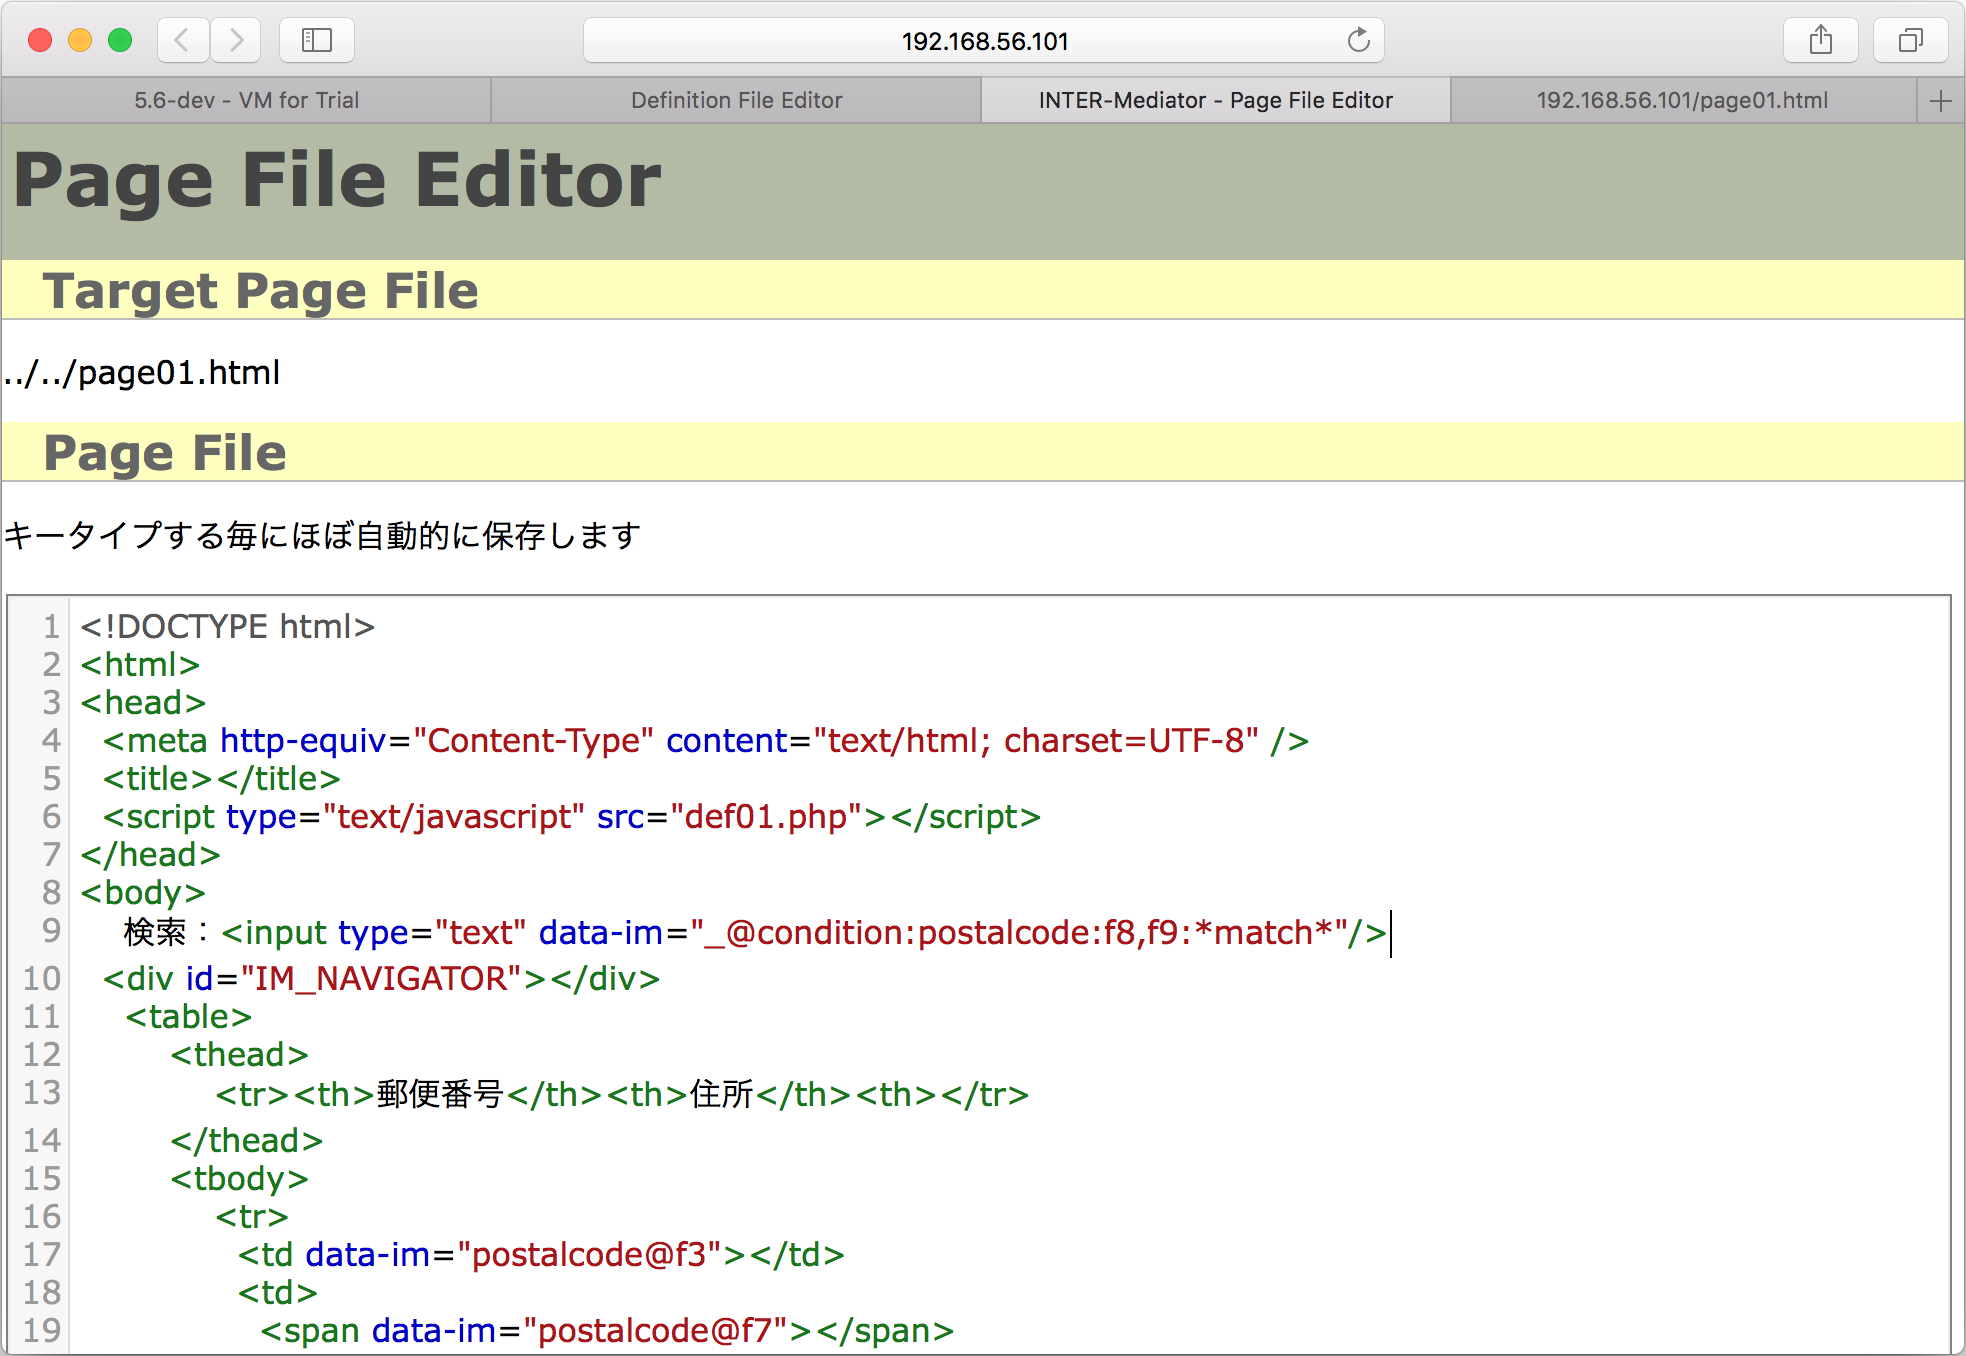 192.168.56.101
5.6-dev - VM for Trial
Definition File Editor
INTER-Mediator - Page File Editor
192.168.56.101/page01.html
Page File Editor
Target Page File
../../page01.html
Page File
キータイプする毎にほぼ自動的に保存します
1 <!DOCTYPE html>
2 <html>
3 <head>
4 <meta http-equiv="Content-Type" content="text/html; charset=UTF-8" />
5 <title></title>
6 <script type="text/javascript" src="def01.php"></script>
7 </head>
8 <body>
9 検索：<input type="text" data-im="_@condition:postalcode:f8,f9:*match*"/>
10 <div id="IM_NAVIGATOR"></div>
11 <table>
12 <thead>
13 <tr><th>郵便番号</th><th>住所</th><th></tr>
14 </thead>
15 <tbody>
16 <tr>
17 <td data-im="postalcode@f3"></td>
18 <td>
19 <span data-im="postalcode@f7"></span>